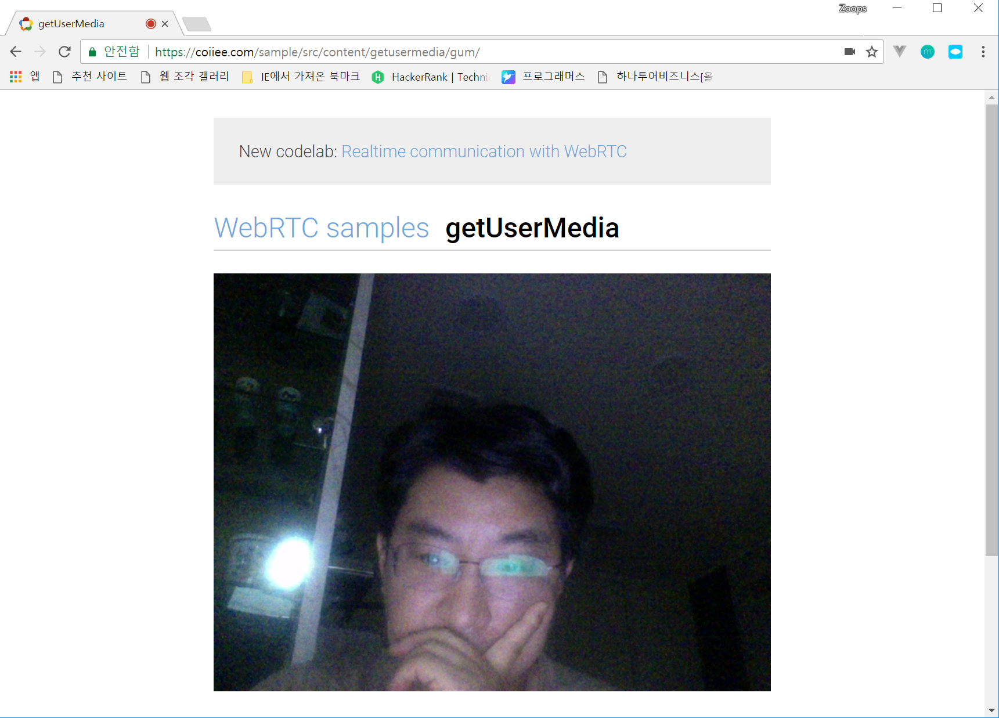 Zoops
getUserMedia
안전함 https://coiiee.com/sample/src/content/getusermedia/gum/
앱 추천 사이트 웹 조각 갤러리 IE에서 가져온 북마크 HackerRank | Techni 프로그래머스 하나투어비즈니스[올
New codelab: Realtime communication with WebRTC
WebRTC samples getUserMedia